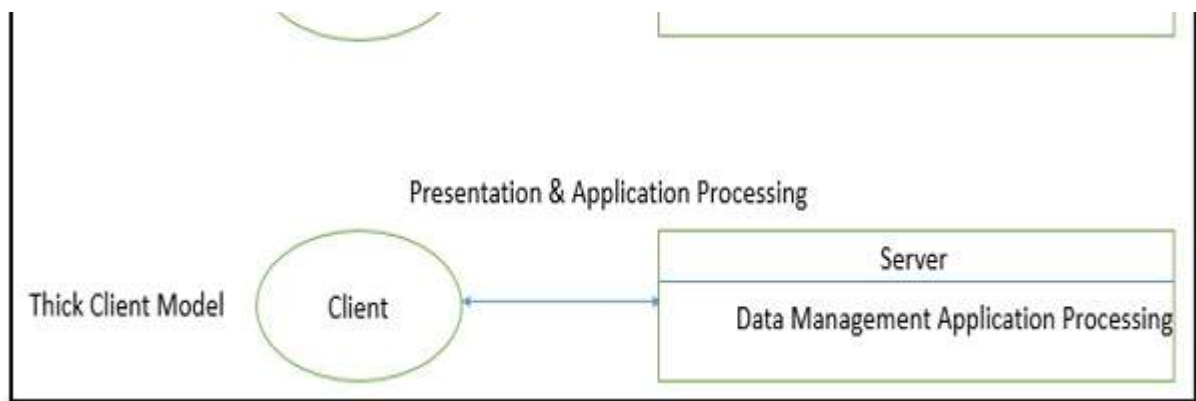 Presentation & Application Processing
Server
Thick Client Model
Client
Data Management Application Processing